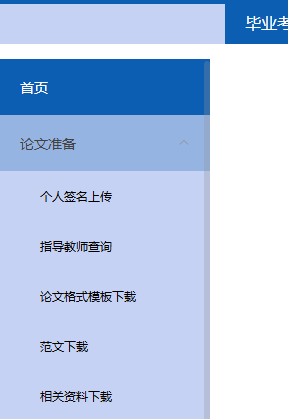 毕业考
首页
论文准备
个人签名上传
指导教师查询
论文格式模板下载
范文下载
相关资料下载